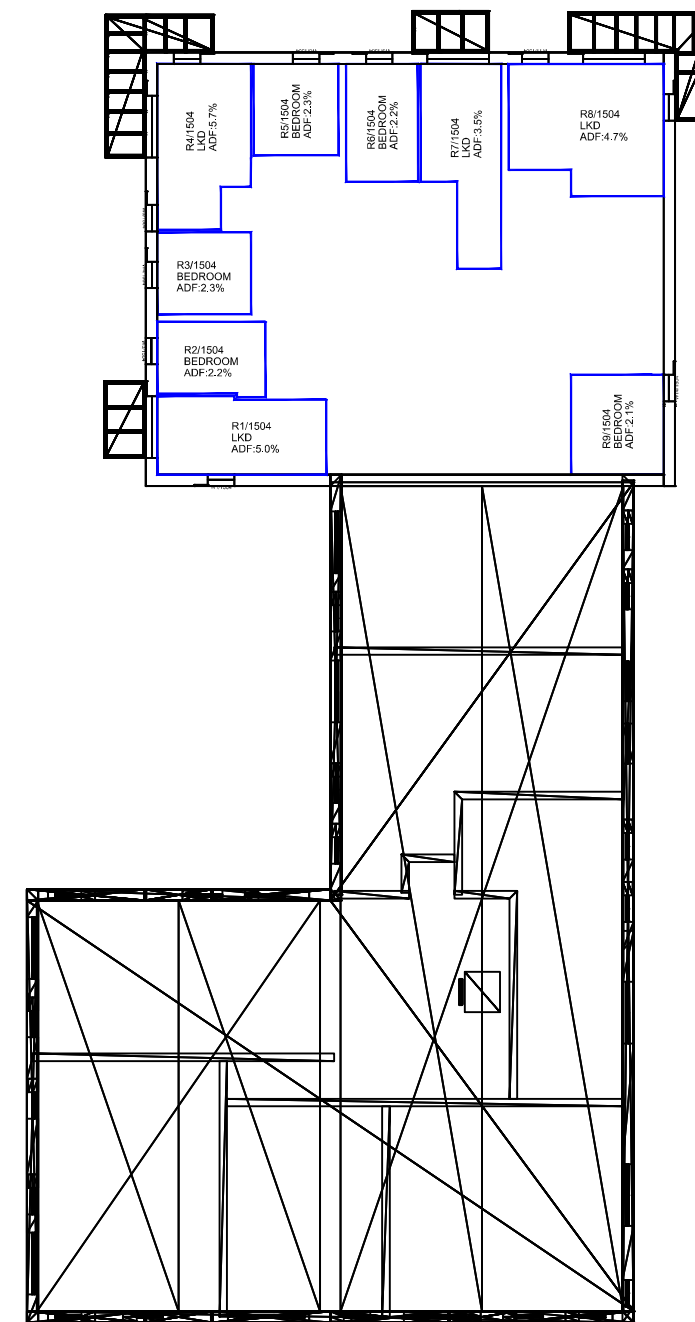 R4/1504
LKD
ADF:5.7%
R5/1504
BEDROOM
ADF:2.3%
R6/1504
BEDROOM
ADF:2.2%
R7/1504
LKD
ADF:3.5%
R8/1504
LKD
ADF:4.7%
R3/1504
BEDROOM
ADF:2.3%
R2/1504
BEDROOM
ADF:2.2%
R1/1504
LKD
ADF:5.0%
R9/1504
BEDROOM
ADF:2.1%